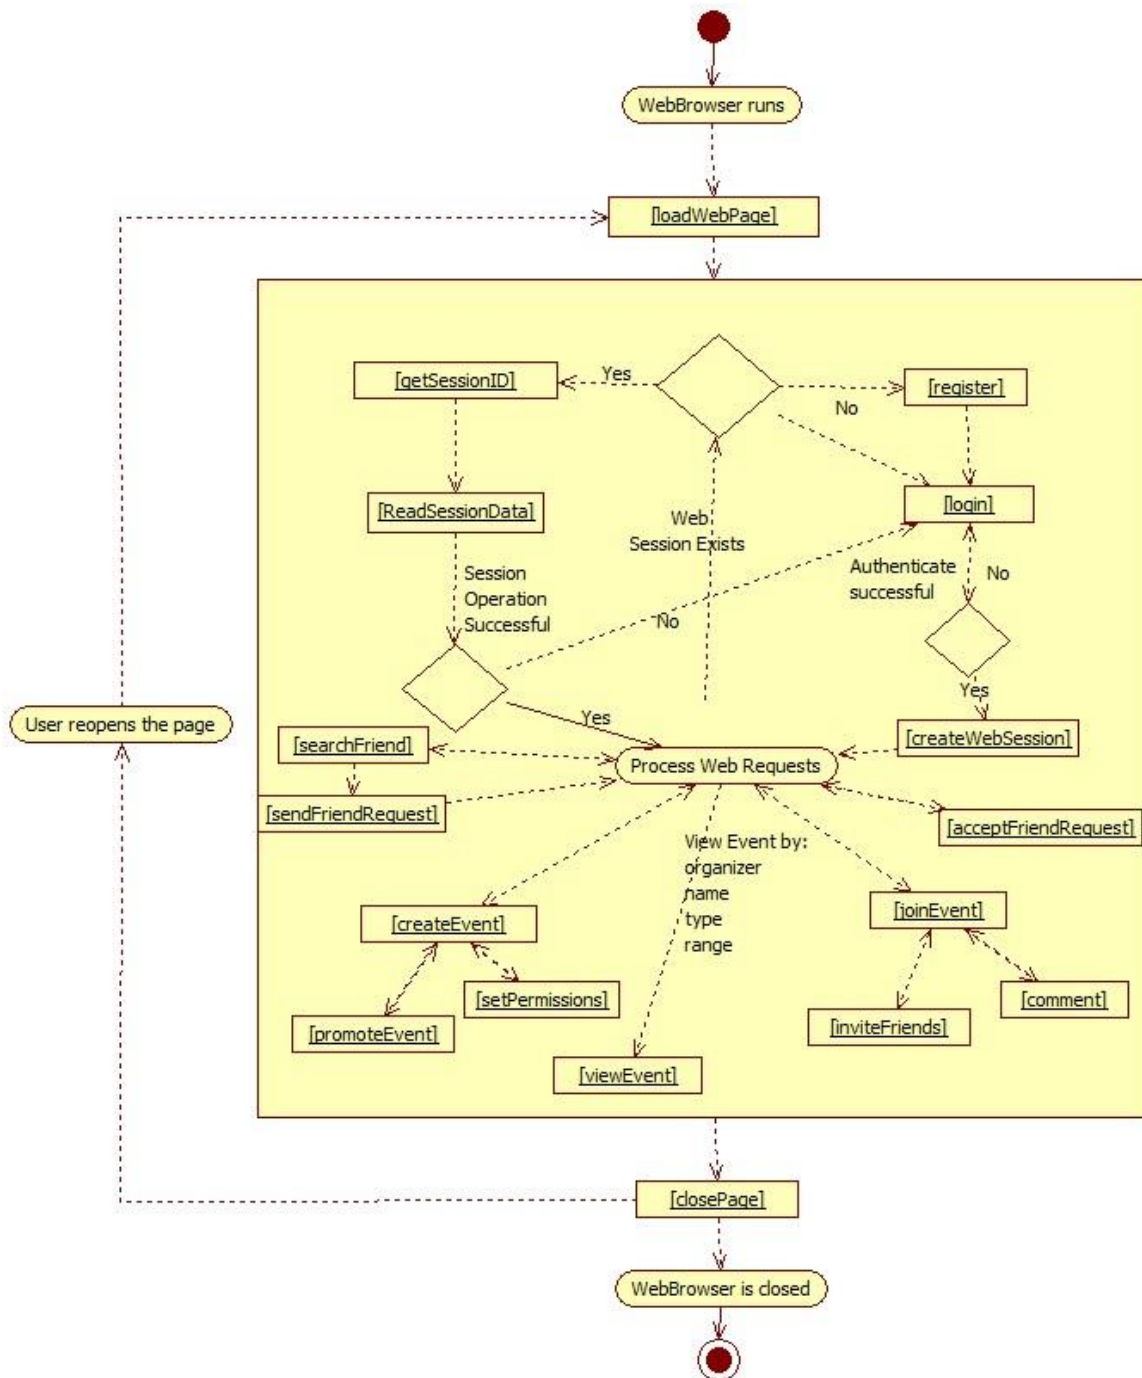 WebBrowser runs
[loadWebPage]
[getSessionID]
Yes
[register]
No
[ReadSessionData]
[login]
Web
Session Exists
Authenticate
successful
No
Session
Operation
Successful
No
Yes
User reopens the page
Yes
[searchFriend]
[createWebSession]
Process Web Requests
[sendFriendRequest]
[acceptFriendRequest]
View Event by:
organizer
name
type
range
[createEvent]
[joinEvent]
[setPermissions]
[comment]
[promoteEvent]
[inviteFriends]
[viewEvent]
[closePage]
WebBrowser is closed